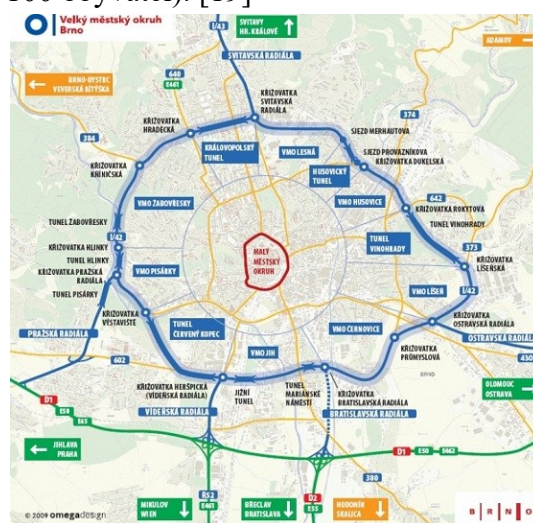 100 obyvatel). [19]
Velký městský okruh
Brno
I/43
SVITAVY
HR. KRÁLOVÉ
SVITAVSKÁ RADIÁLA
ADAMOV
BRNO-BYSTRC
VEVERSKÁ BÍTÝŠKA
640
E461
KŘIŽOVATKA
SVITAVSKÁ
RADIÁLA
374
KŘIŽOVATKA
HRADECKÁ
SJEZD MERHAUTOVA
384
KRÁLOVOPOLSKÝ
TUNEL
VMO LESNÁ
SJEZD PROVAZNÍKOVA
KŘIŽOVATKA DUKELSKÁ
KŘIŽOVATKA
KNÍNIČSKÁ
HUSOVICKÝ
TUNEL
VMO ŽABOVŘESKY
VMO HUSOVICE
642
KŘIŽOVATKA ROKYTOVA
TUNEL ŽABOVŘESKY
TUNEL VINOHRADY
I/42
KŘIŽOVATKA HLINKY
TUNEL
VINOHRADY
373
MALÝ
MĚSTSKÝ
OKRUH
TUNEL HLINKY
KŘIŽOVATKA
LÍŠEŇSKÁ
KŘIŽOVATKA PRAŽSKÁ
RADIÁLA
VMO PISÁRKY
TUNEL PISÁRKY
VMO LÍŠEŇ
I/42
KŘIŽOVATKA
VÝSTAVIŠTĚ
TUNEL
ČERVENÝ KOPEC
KŘIŽOVATKA
OSTRAVSKÁ RADIÁLA
PRAŽSKÁ RADIÁLA
VMO ČERNOVICE
OSTRAVSKÁ RADIÁLA
602
VMO JIH
KŘIŽOVATKA
PRŮMYSLOVÁ
430
KŘIŽOVATKA HERŠPICKÁ
(VÍDEŇSKÁ RADIÁLA)
JIŽNÍ
TUNEL
TUNEL
MARIÁNSKÉ
NÁMĚSTÍ
KŘIŽOVATKA
BRATISLAVSKÁ RADIÁLA
BRNO
OLOMOUC
OSTRAVA
D1
E50
E65
VÍDEŇSKÁ RADIÁLA
BRATISLAVSKÁ RADIÁLA
JIHLAVA
PRAHA
D1
E50
E462
380
R52
E461
D2
E65
MIKULOV
WIEN
BŘECLAV
BRATISLAVA
HODONÍN
SKALICA
© 2009 omegadesign
B R N O